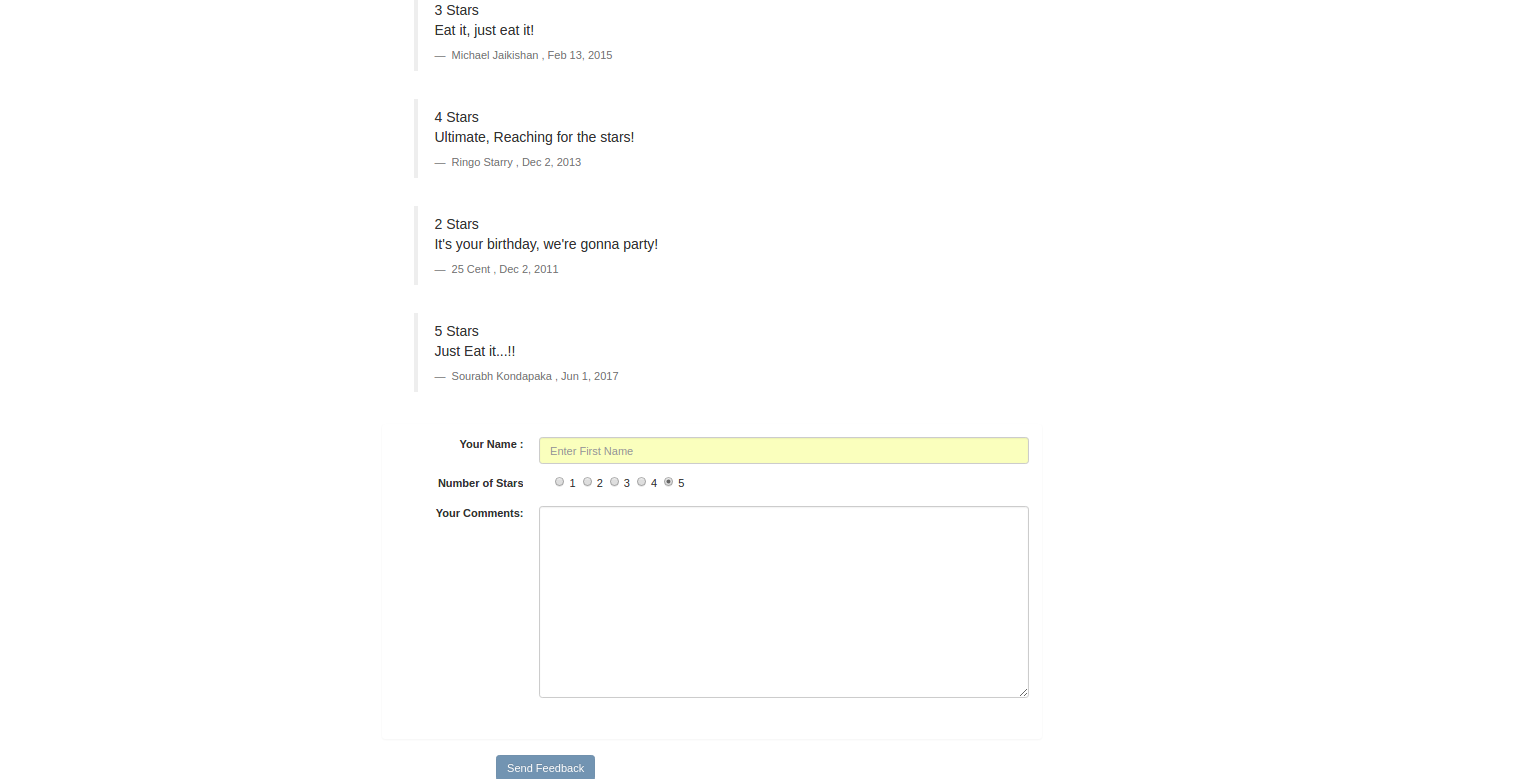 3 Stars
Eat it, just eat it!
— Michael Jaikishan , Feb 13, 2015
4 Stars
Ultimate, Reaching for the stars!
— Ringo Starry , Dec 2, 2013
2 Stars
It's your birthday, we're gonna party!
— 25 Cent , Dec 2, 2011
5 Stars
Just Eat it...!!
— Sourabh Kondapaka , Jun 1, 2017
Your Name : Enter First Name
Number of Stars 1 2 3 4 5
Your Comments:
Send Feedback